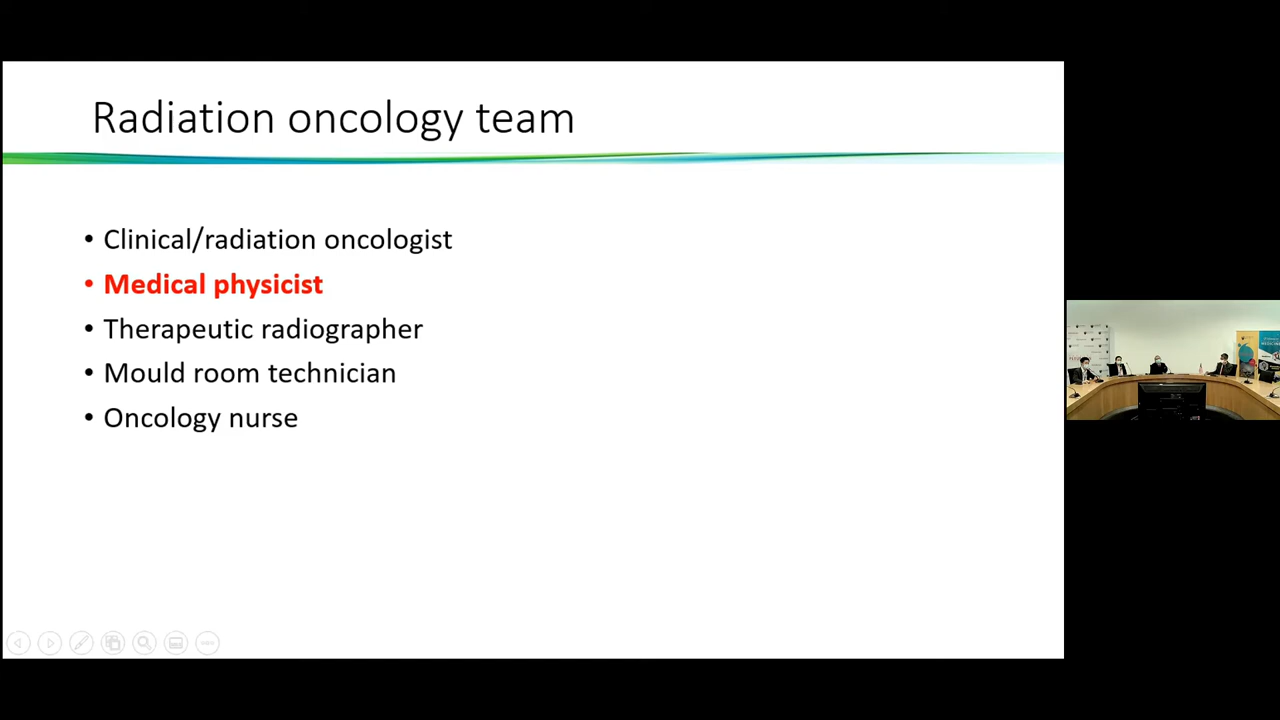 Radiation oncology team
• Clinical/radiation oncologist
• Medical physicist
• Therapeutic radiographer
• Mould room technician
• Oncology nurse